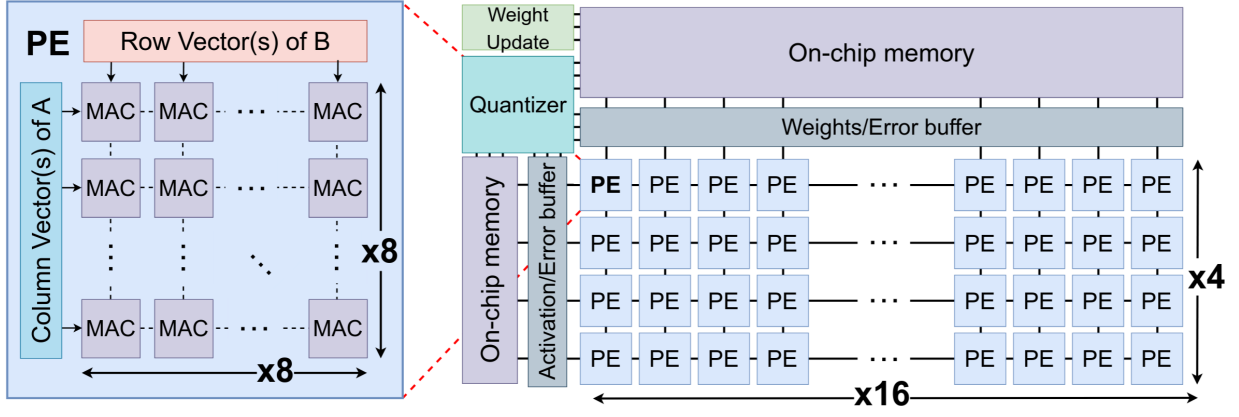 PE
Row Vector(s) of B
Column Vector(s) of A
MAC MAC ··· MAC
MAC MAC ··· MAC
MAC MAC ··· MAC
x8
x8
Weight
Update
Quantizer
On-chip memory
Weights/Error buffer
On-chip memory
Activation/Error buffer
PE PE PE PE ··· PE PE PE PE
PE PE PE PE PE PE PE PE
PE PE PE PE PE PE PE PE
PE PE PE PE ··· PE PE PE PE
x4
x16